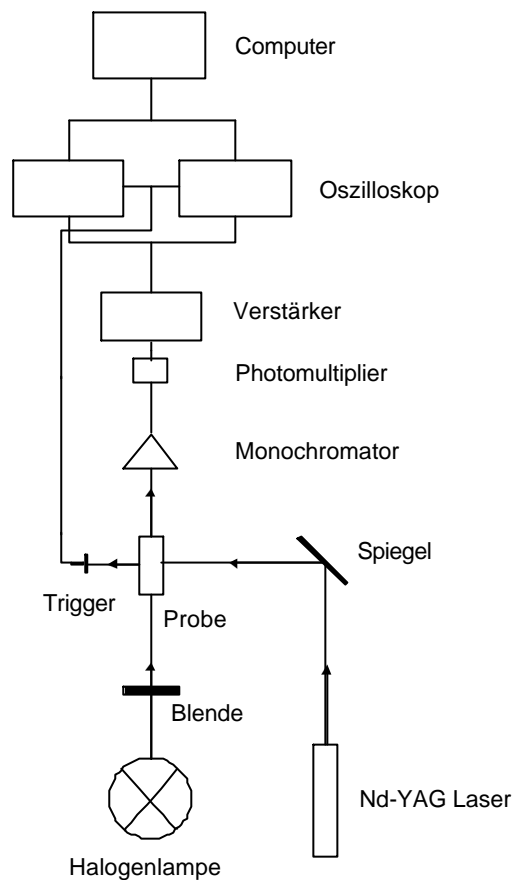 Computer
Oszilloskop
Verstärker
Photomultiplier
Monochromator
Spiegel
Trigger
Probe
Blende
Nd-YAG Laser
Halogenlampe